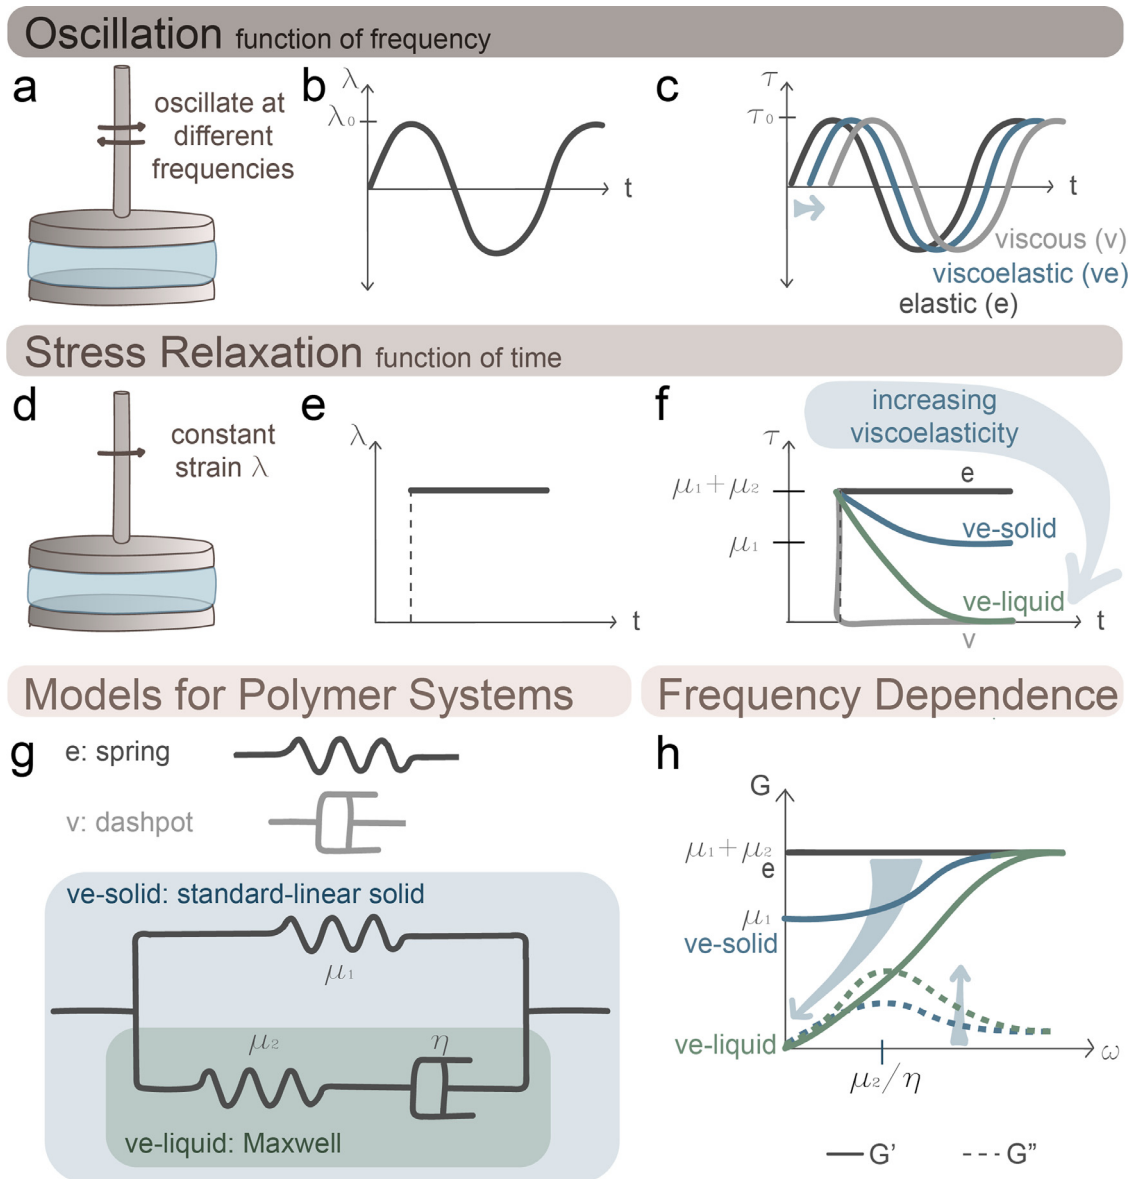 Oscillation function of frequency
a
oscillate at
different
frequencies
b
λ
λ₀
t
c
τ
τ₀
t
viscous (v)
viscoelastic (ve)
elastic (e)
Stress Relaxation function of time
d
constant
strain λ
e
λ
t
f
increasing
viscoelasticity
τ
μ₁+μ₂
e
μ₁
ve-solid
ve-liquid
v
t
Models for Polymer Systems
g
e: spring
v: dashpot
ve-solid: standard-linear solid
μ₁
μ₂
η
ve-liquid: Maxwell
Frequency Dependence
h
G
μ₁+μ₂
e
μ₁
ve-solid
ve-liquid
ω
μ₂/η
G’
G”